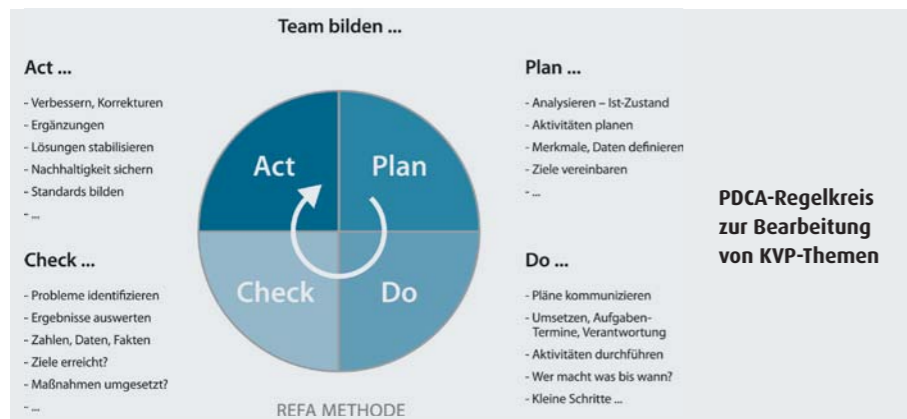 Team bilden ...
Act ...
- Verbessern, Korrekturen
- Ergänzungen
- Lösungen stabilisieren
- Nachhaltigkeit sichern
- Standards bilden
- ...
Plan ...
- Analysieren – Ist-Zustand
- Aktivitäten planen
- Merkmale, Daten definieren
- Ziele vereinbaren
- ...
Act
Plan
Check
Do
Check ...
- Probleme identifizieren
- Ergebnisse auswerten
- Zahlen, Daten, Fakten
- Ziele erreicht?
- Maßnahmen umgesetzt?
- ...
Do ...
- Pläne kommunizieren
- Umsetzen, Aufgaben-
Termine, Verantwortung
- Aktivitäten durchführen
- Wer macht was bis wann?
- Kleine Schritte ...
REFA METHODE
PDCA-Regelkreis
zur Bearbeitung
von KVP-Themen